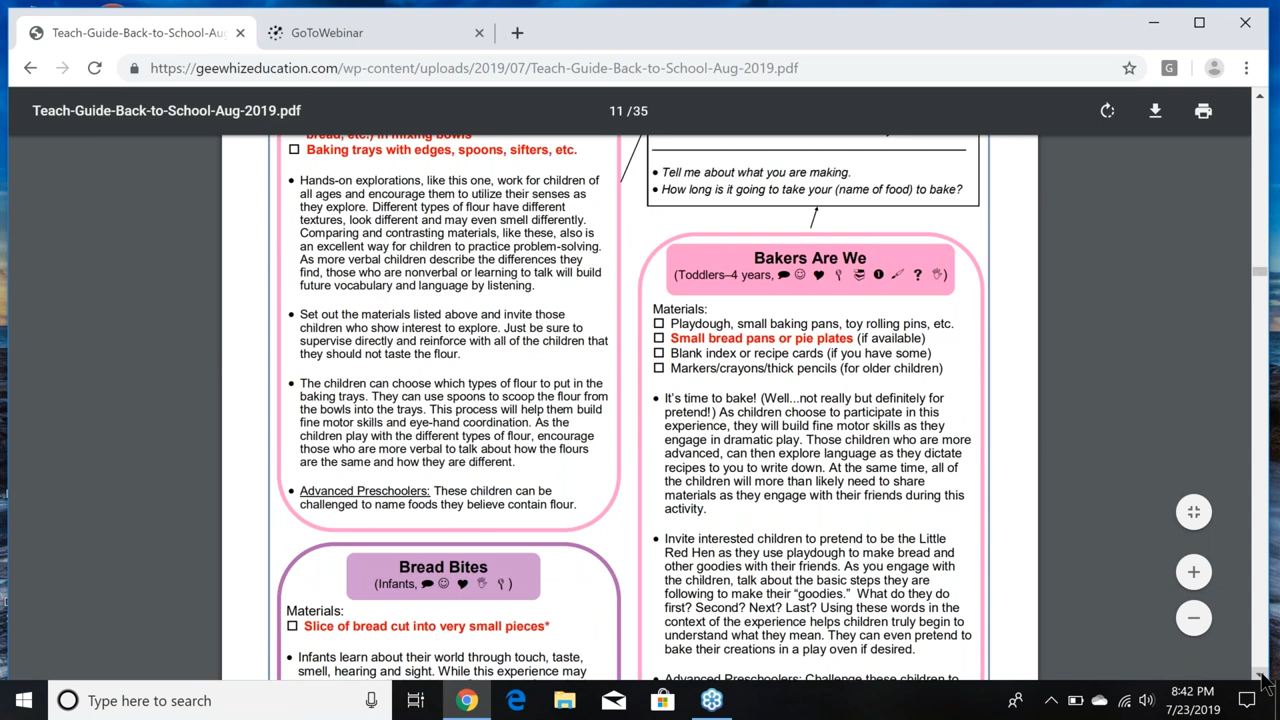 Teach-Guide-Back-to-School-Au
GoToWebinar
https://geewhizeducation.com/wp-content/uploads/2019/07/Teach-Guide-Back-to-School-Aug-2019.pdf
G
Teach-Guide-Back-to-School-Aug-2019.pdf
11 / 35
bread, etc.) in mixing bowls
Baking trays with edges, spoons, sifters, etc.
• Hands-on explorations, like this one, work for children of
all ages and encourage them to utilize their senses as
they explore. Different types of flour have different
textures, look different and may even smell differently.
Comparing and contrasting materials, like these, also is
an excellent way for children to practice problem-solving.
As more verbal children describe the differences they
find, those who are nonverbal or learning to talk will build
future vocabulary and language by listening.
• Set out the materials listed above and invite those
children who show interest to explore. Just be sure to
supervise directly and reinforce with all of the children that
they should not taste the flour.
• The children can choose which types of flour to put in the
baking trays. They can use spoons to scoop the flour from
the bowls into the trays. This process will help them build
fine motor skills and eye-hand coordination. As the
children play with the different types of flour, encourage
those who are more verbal to talk about how the flours
are the same and how they are different.
• Advanced Preschoolers: These children can be
challenged to name foods they believe contain flour.
Bread Bites
(Infants, )
Materials:
Slice of bread cut into very small pieces*
• Infants learn about their world through touch, taste,
smell, hearing and sight. While this experience may
• Tell me about what you are making.
• How long is it going to take your (name of food) to bake?
Bakers Are We
(Toddlers–4 years, ? )
Materials:
Playdough, small baking pans, toy rolling pins, etc.
Small bread pans or pie plates (if available)
Blank index or recipe cards (if you have some)
Markers/crayons/thick pencils (for older children)
• It's time to bake! (Well...not really but definitely for
pretend!) As children choose to participate in this
experience, they will build fine motor skills as they
engage in dramatic play. Those children who are more
advanced, can then explore language as they dictate
recipes to you to write down. At the same time, all of
the children will more than likely need to share
materials as they engage with their friends during this
activity.
• Invite interested children to pretend to be the Little
Red Hen as they use playdough to make bread and
other goodies with their friends. As you engage with
the children, talk about the basic steps they are
following to make their "goodies." What do they do
first? Second? Next? Last? Using these words in the
context of the experience helps children truly begin to
understand what they mean. They can even pretend to
bake their creations in a play oven if desired.
• Advanced Preschoolers: Challenge these children to
Type here to search
8:42 PM
7/23/2019